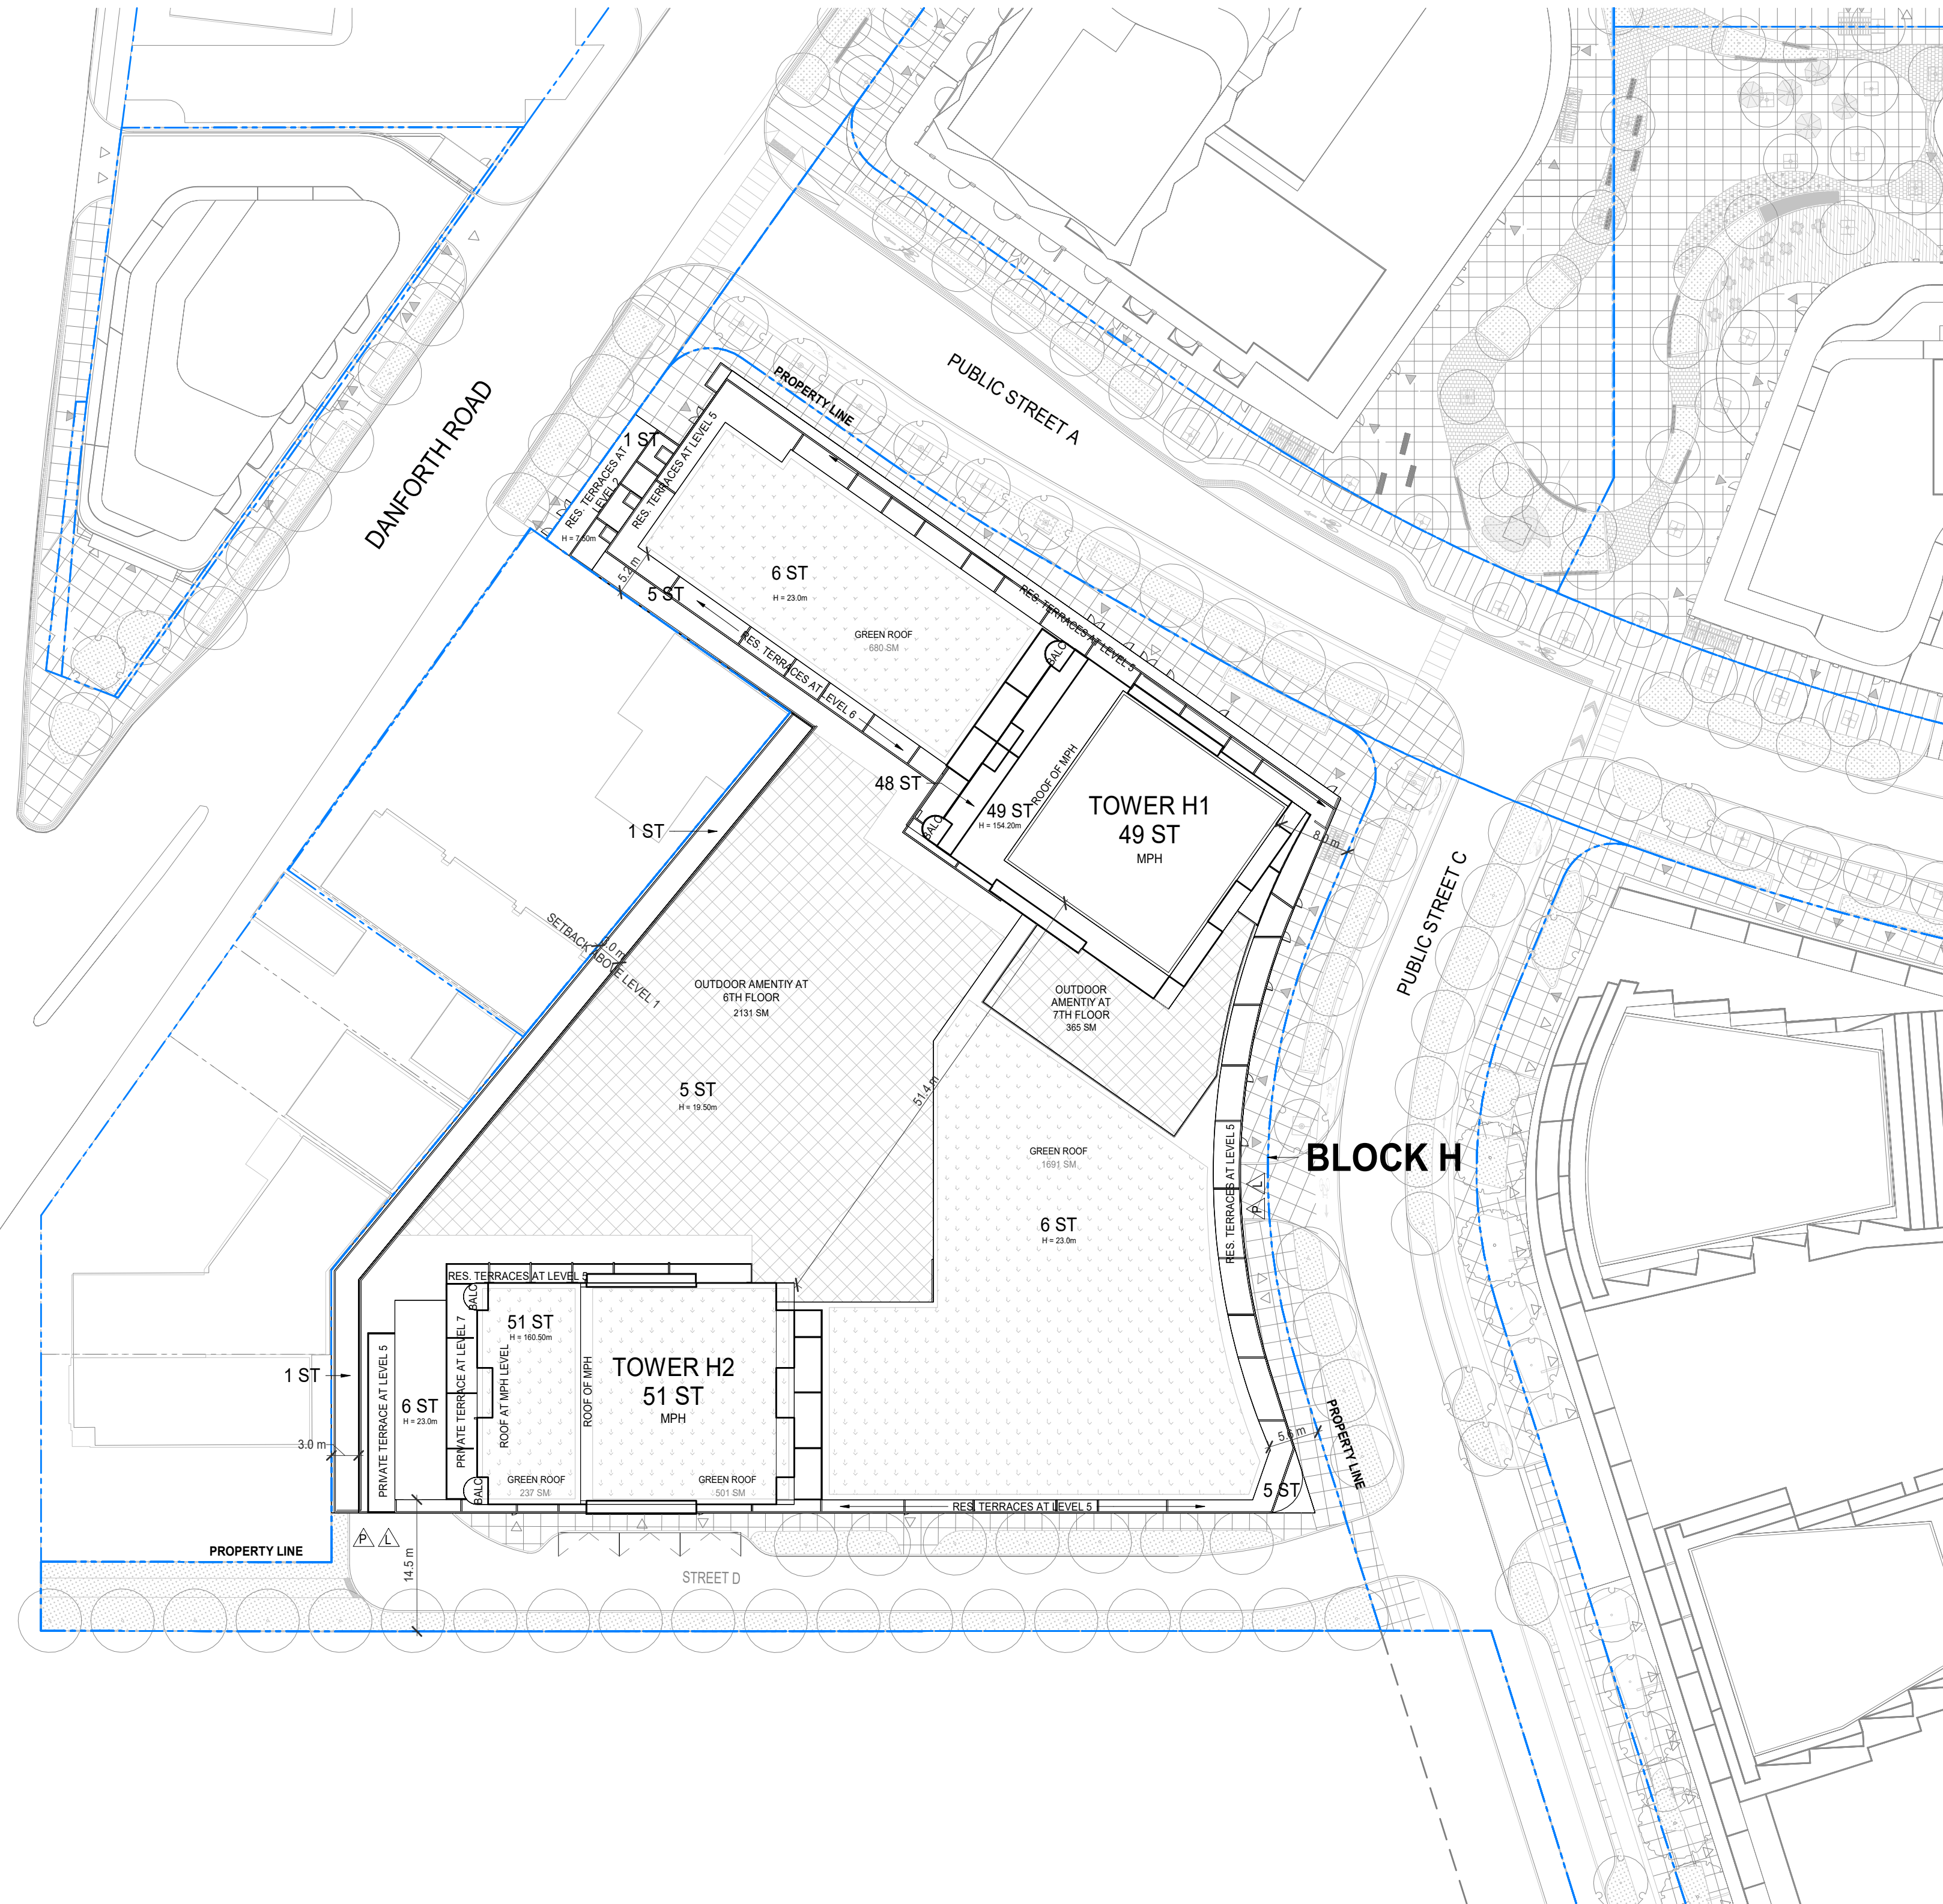 DANFORTH ROAD
PUBLIC STREET A
PROPERTY LINE
1 ST
RES. TERRACES AT
LEVEL 2
H = 7.50m
RES. TERRACES AT LEVEL 5
5.2 m
5 ST
6 ST
H = 23.0m
GREEN ROOF
680 SM
RES. TERRACES AT LEVEL 5
RES. TERRACES AT LEVEL 6
BALC
48 ST
49 ST
H = 154.20m
ROOF OF MPH
BALC
TOWER H1
49 ST
MPH
8.0 m
1 ST
PUBLIC STREET C
SETBACK ABOVE LEVEL 1
OUTDOOR AMENTIY AT
6TH FLOOR
2131 SM
OUTDOOR
AMENTIY AT
7TH FLOOR
365 SM
5 ST
H = 19.50m
51.4 m
GREEN ROOF
1691 SM
6 ST
H = 23.0m
RES. TERRACES AT LEVEL 5
BLOCK H
P
L
RES. TERRACES AT LEVEL 5
BALC
51 ST
H = 160.50m
TOWER H2
51 ST
MPH
1 ST
PRIVATE TERRACE AT LEVEL 5
6 ST
H = 23.0m
PRIVATE TERRACE AT LEVEL 7
ROOF AT MPH LEVEL
ROOF OF MPH
3.0 m
GREEN ROOF
237 SM
GREEN ROOF
501 SM
BALC
5 ST
PROPERTY LINE
RES. TERRACES AT LEVEL 5
P
L
PROPERTY LINE
14.5 m
STREET D